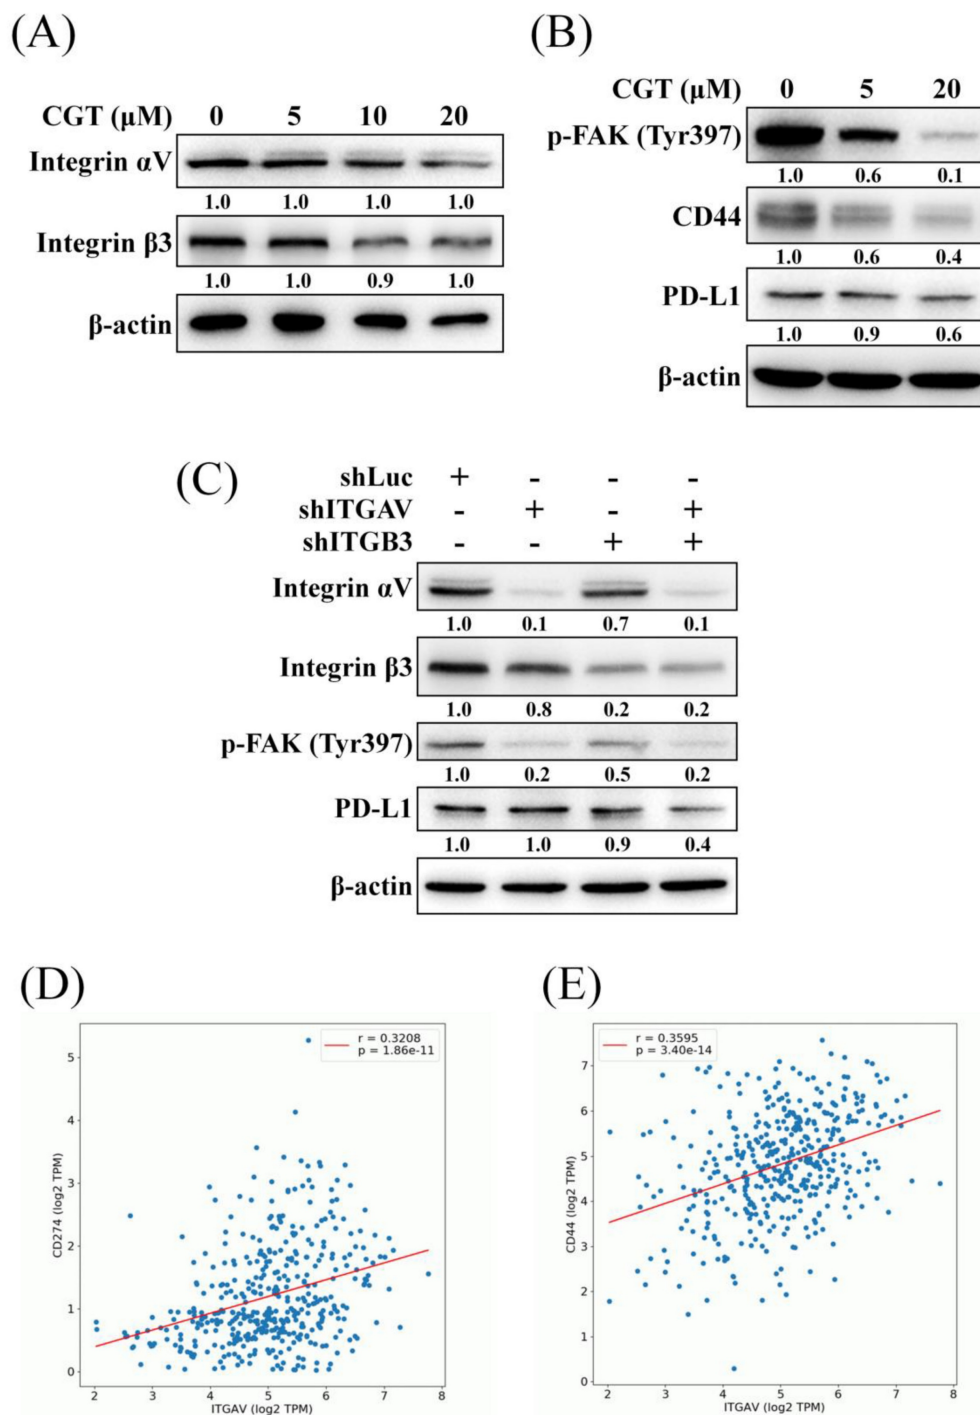 (A)
CGT (μM) 0 5 10 20
Integrin αV
1.0 1.0 1.0 1.0
Integrin β3
1.0 1.0 0.9 1.0
β-actin
(B)
CGT (μM) 0 5 20
p-FAK (Tyr397)
1.0 0.6 0.1
CD44
1.0 0.6 0.4
PD-L1
1.0 0.9 0.6
β-actin
(C)
shLuc + - - -
shITGAV - + - +
shITGB3 - - + +
Integrin αV
1.0 0.1 0.7 0.1
Integrin β3
1.0 0.8 0.2 0.2
p-FAK (Tyr397)
1.0 0.2 0.5 0.2
PD-L1
1.0 1.0 0.9 0.4
β-actin
(D)
r = 0.3208
p = 1.86e-11
CD274 (log2 TPM)
5
4
3
2
1
0
2 3 4 5 6 7 8
ITGAV (log2 TPM)
(E)
r = 0.3595
p = 3.40e-14
CD44 (log2 TPM)
7
6
5
4
3
2
1
0
2 3 4 5 6 7 8
ITGAV (log2 TPM)